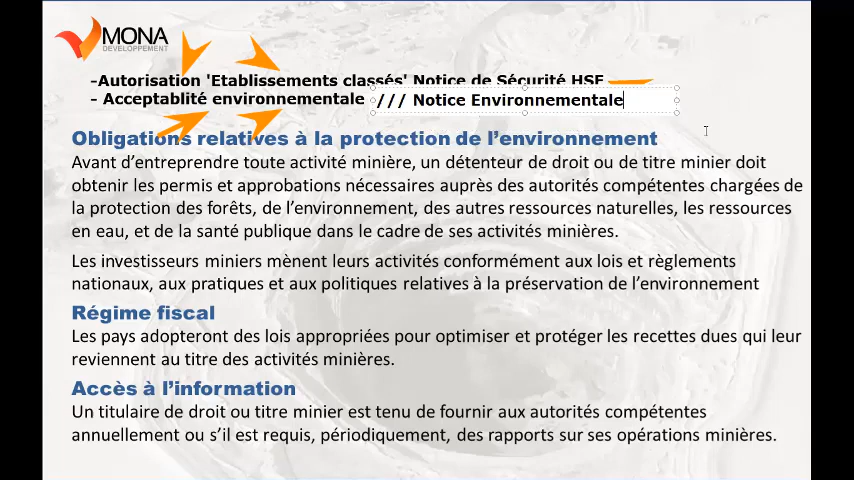 MONA
DEVELOPPEMENT
-Autorisation 'Etablissements classés' Notice de Sécurité HSE
- Acceptablité environnementale /// Notice Environnementale
Obligations relatives à la protection de l’environnement
Avant d’entreprendre toute activité minière, un détenteur de droit ou de titre minier doit
obtenir les permis et approbations nécessaires auprès des autorités compétentes chargées de
la protection des forêts, de l’environnement, des autres ressources naturelles, les ressources
en eau, et de la santé publique dans le cadre de ses activités minières.
Les investisseurs miniers mènent leurs activités conformément aux lois et règlements
nationaux, aux pratiques et aux politiques relatives à la préservation de l’environnement
Régime fiscal
Les pays adopteront des lois appropriées pour optimiser et protéger les recettes dues qui leur
reviennent au titre des activités minières.
Accès à l’information
Un titulaire de droit ou titre minier est tenu de fournir aux autorités compétentes
annuellement ou s’il est requis, périodiquement, des rapports sur ses opérations minières.